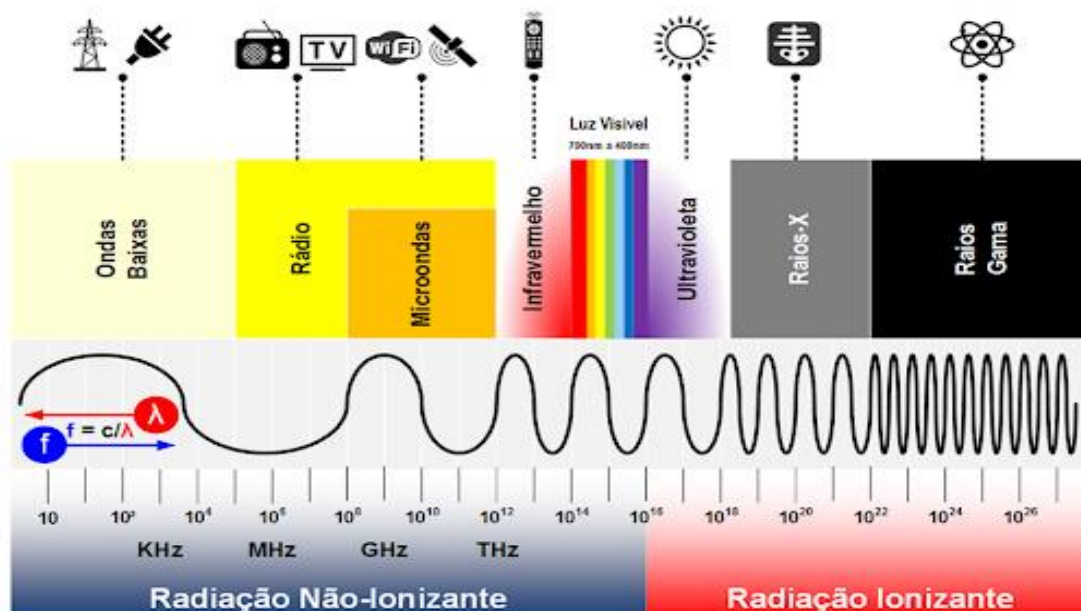 TV
WiFi
Luz Visivel
700nm a 400nm
Ondas
Baixas
Rádio
Microondas
Infravermelho
Ultravioleta
Raios-X
Raios
Gama
λ
f = c/λ
f
10 10² 10⁴ 10⁶ 10⁸ 10¹⁰ 10¹² 10¹⁴ 10¹⁶ 10¹⁸ 10²⁰ 10²² 10²⁴ 10²⁶
KHz MHz GHz THz
Radiação Não-Ionizante Radiação Ionizante